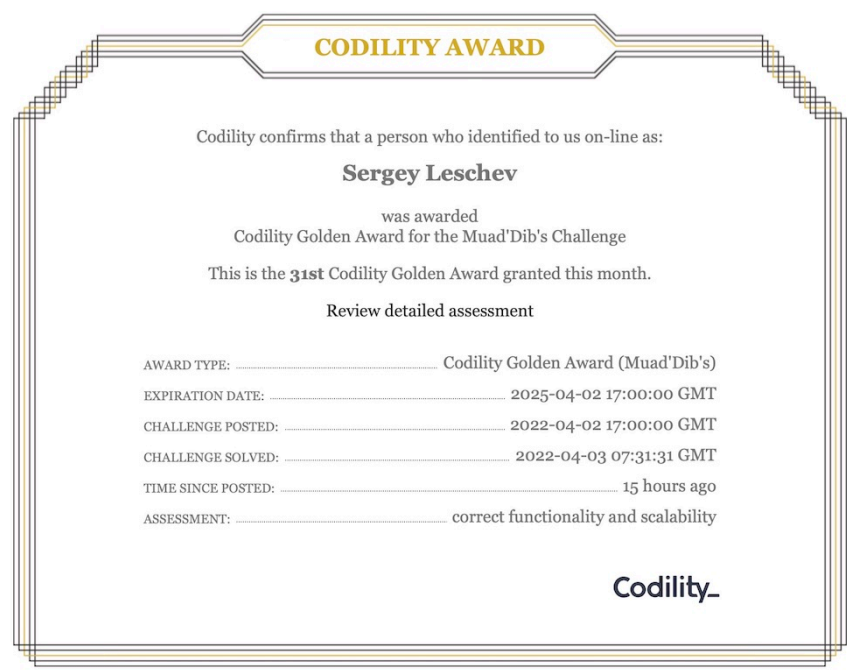 CODILITY AWARD
Codility confirms that a person who identified to us on-line as:
Sergey Leschev
was awarded
Codility Golden Award for the Muad'Dib's Challenge
This is the 31st Codility Golden Award granted this month.
Review detailed assessment
AWARD TYPE: Codility Golden Award (Muad'Dib's)
EXPIRATION DATE: 2025-04-02 17:00:00 GMT
CHALLENGE POSTED: 2022-04-02 17:00:00 GMT
CHALLENGE SOLVED: 2022-04-03 07:31:31 GMT
TIME SINCE POSTED: 15 hours ago
ASSESSMENT: correct functionality and scalability
Codility_